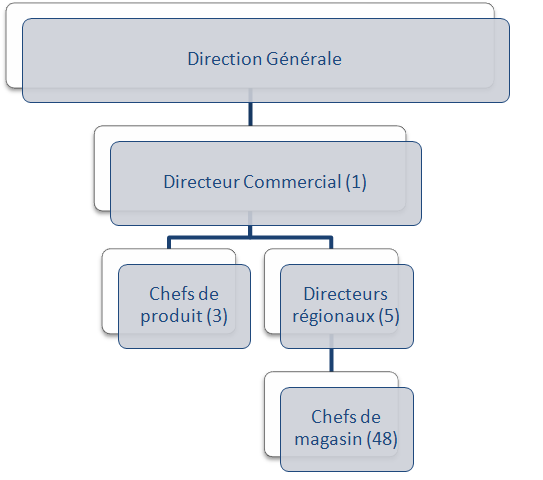 Direction Générale
Directeur Commercial (1)
Chefs de
produit (3)
Directeurs
régionaux (5)
Chefs de
magasin (48)